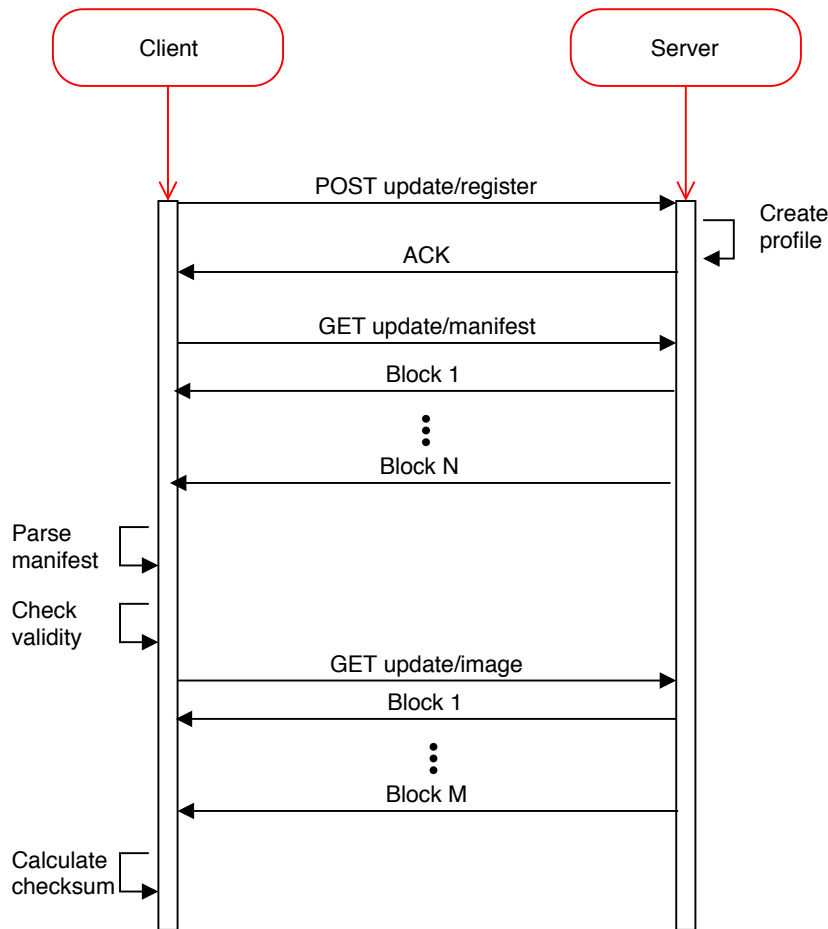 Client
Server
POST update/register
Create
profile
ACK
GET update/manifest
Block 1
Block N
Parse
manifest
Check
validity
GET update/image
Block 1
Block M
Calculate
checksum